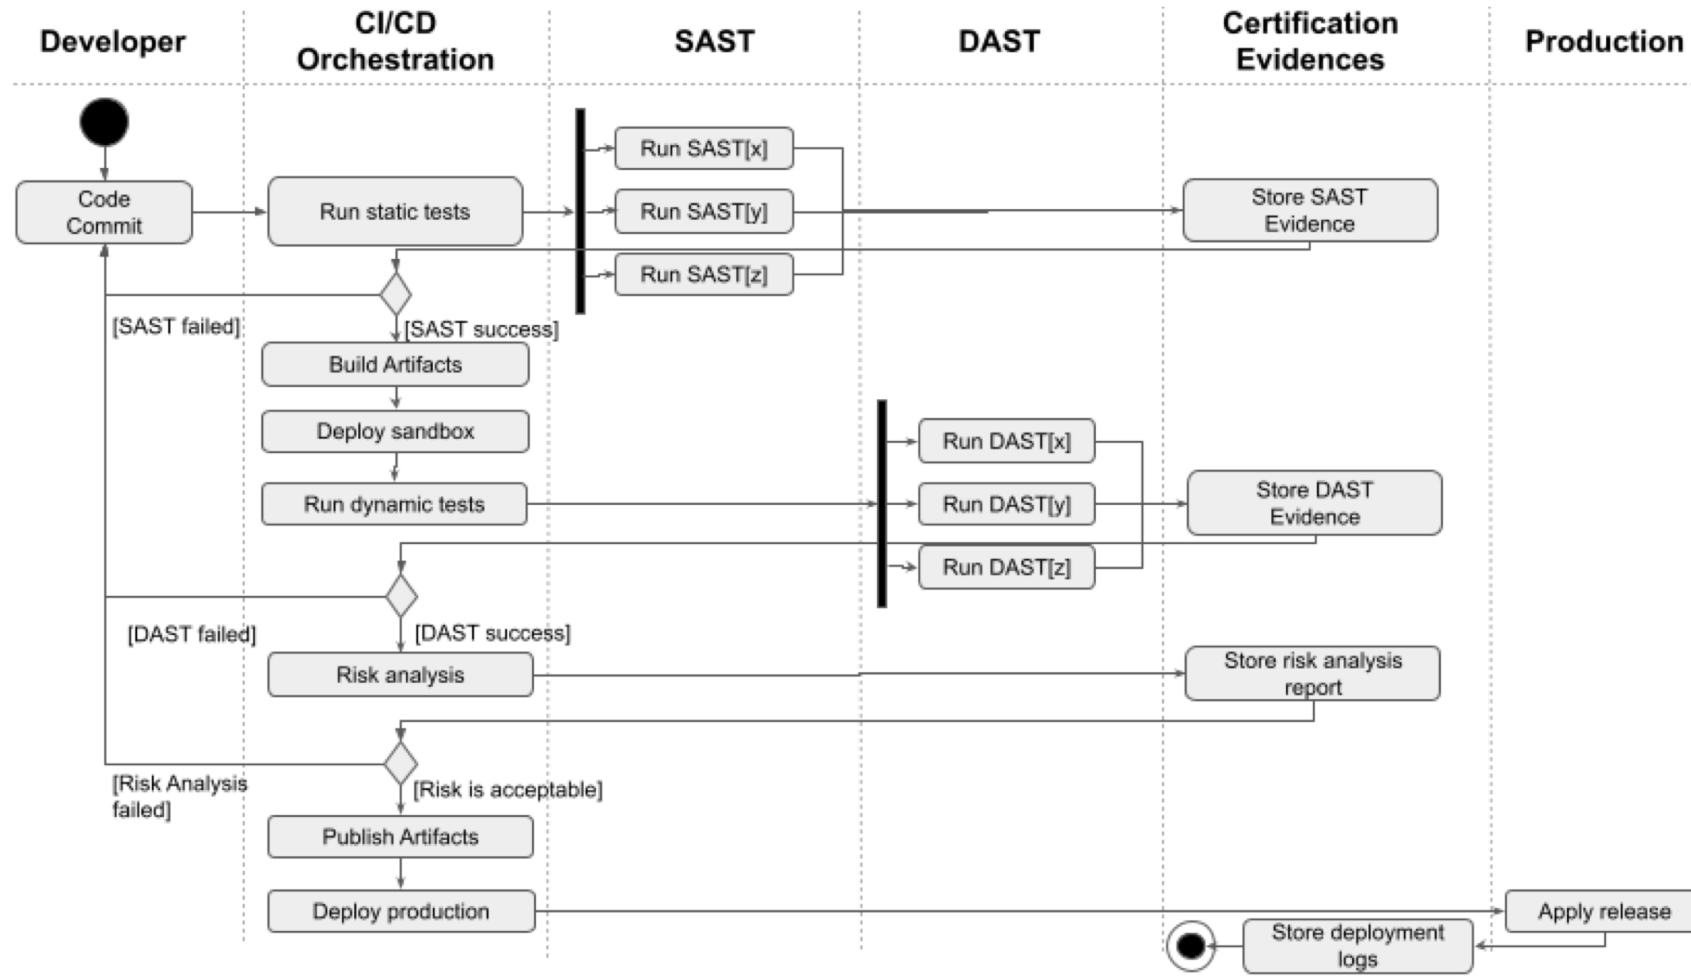 Developer
CI/CD
Orchestration
SAST
DAST
Certification
Evidences
Production
Code
Commit
Run static tests
Run SAST[x]
Run SAST[y]
Run SAST[z]
Store SAST
Evidence
[SAST failed]
[SAST success]
Build Artifacts
Deploy sandbox
Run dynamic tests
Run DAST[x]
Run DAST[y]
Run DAST[z]
Store DAST
Evidence
[DAST failed]
[DAST success]
Risk analysis
Store risk analysis
report
[Risk Analysis
failed]
[Risk is acceptable]
Publish Artifacts
Deploy production
Apply release
Store deployment
logs